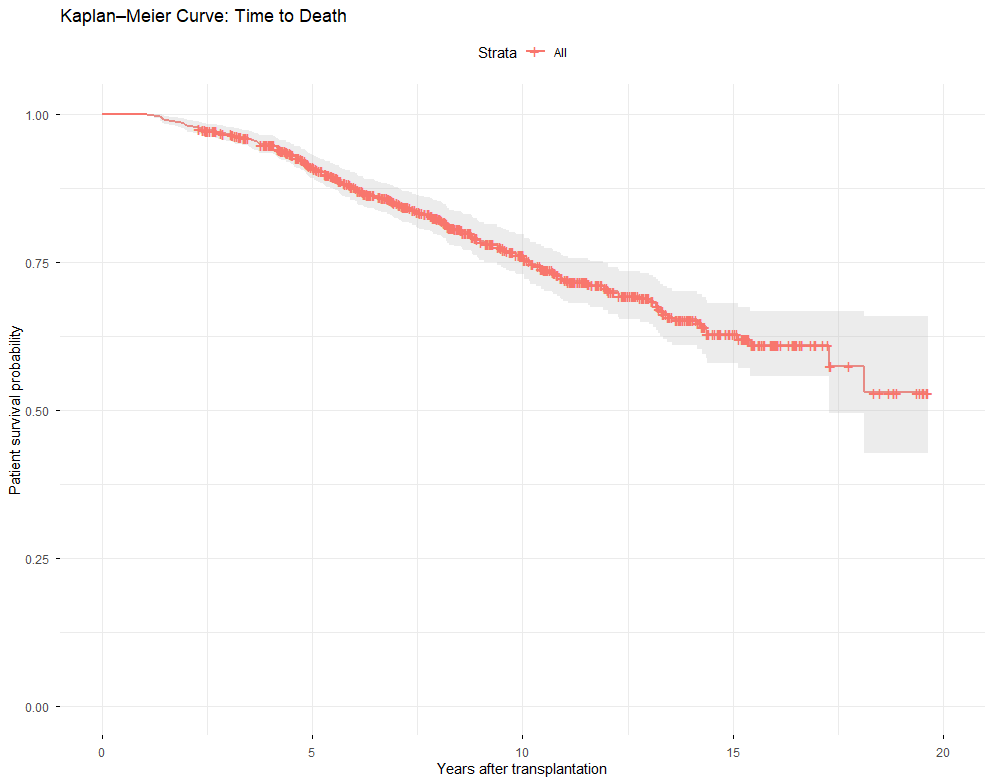 Kaplan–Meier Curve: Time to Death
Strata All
1.00
0.75
0.50
0.25
0.00
Patient survival probability
0 5 10 15 20
Years after transplantation